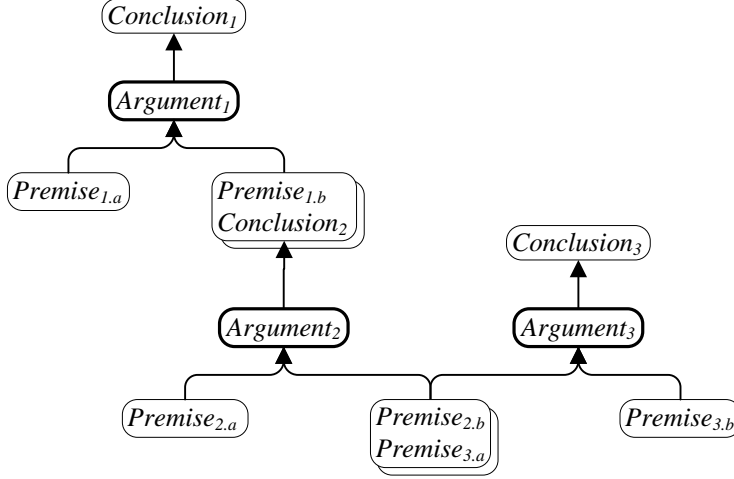 Conclusion₁
Argument₁
Premise₁.ₐ
Premise₁.b
Conclusion₂
Conclusion₃
Argument₂
Argument₃
Premise₂.ₐ
Premise₂.b
Premise₃.ₐ
Premise₃.b